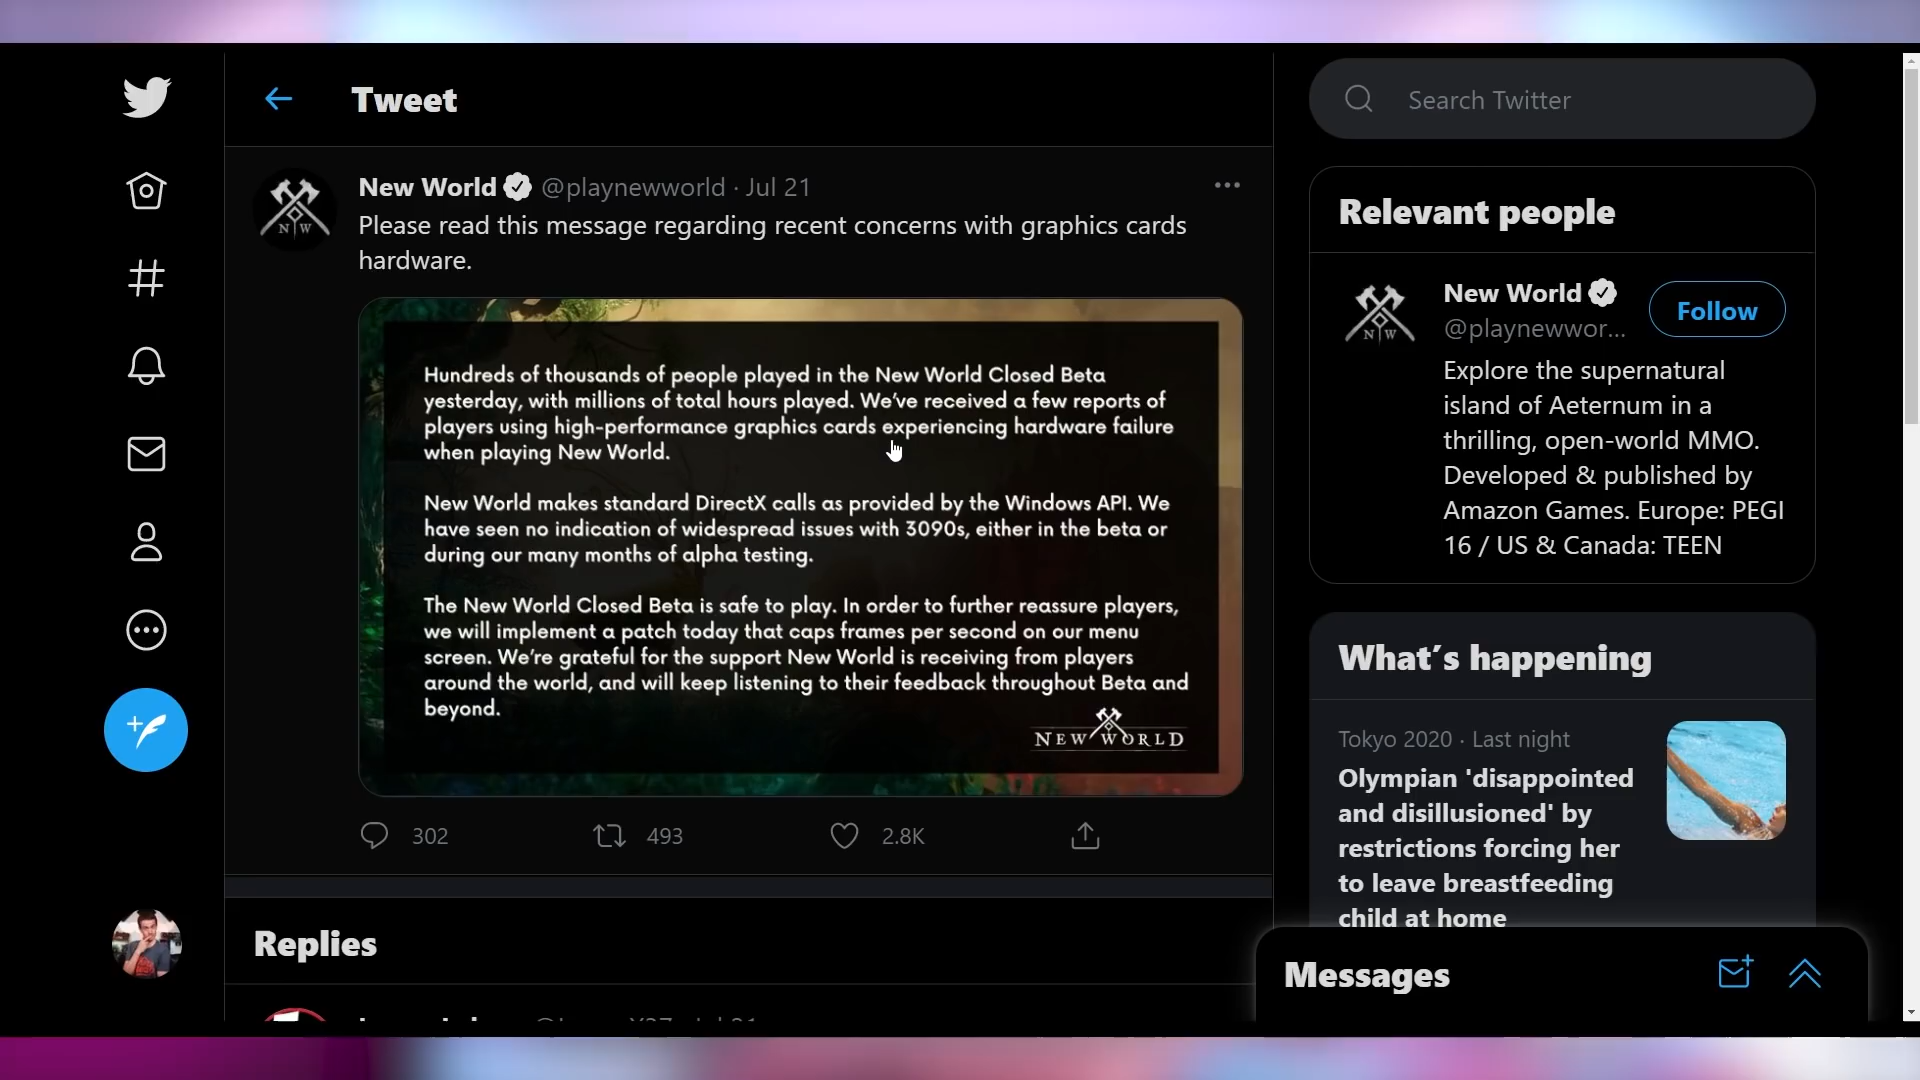 Tweet
New World @playnewworld · Jul 21
Please read this message regarding recent concerns with graphics cards
hardware.
N W
Hundreds of thousands of people played in the New World Closed Beta
yesterday, with millions of total hours played. We've received a few reports of
players using high-performance graphics cards experiencing hardware failure
when playing New World.
New World makes standard DirectX calls as provided by the Windows API. We
have seen no indication of widespread issues with 3090s, either in the beta or
during our many months of alpha testing.
The New World Closed Beta is safe to play. In order to further reassure players,
we will implement a patch today that caps frames per second on our menu
screen. We're grateful for the support New World is receiving from players
around the world, and will keep listening to their feedback throughout Beta and
beyond.
NEW WORLD
302 493 2.8K
Replies
Search Twitter
Relevant people
New World
@playnewwor...
Follow
N W
Explore the supernatural
island of Aeternum in a
thrilling, open-world MMO.
Developed & published by
Amazon Games. Europe: PEGI
16 / US & Canada: TEEN
What's happening
Tokyo 2020 · Last night
Olympian 'disappointed
and disillusioned' by
restrictions forcing her
to leave breastfeeding
child at home
Messages